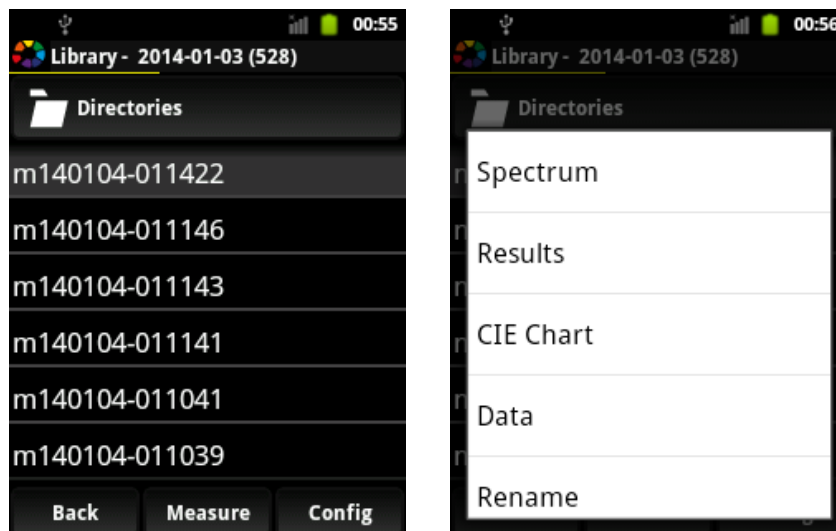 00:55
Library - 2014-01-03 (528)
Directories
m140104-011422
m140104-011146
m140104-011143
m140104-011141
m140104-011041
m140104-011039
Back Measure Config
00:56
Library - 2014-01-03 (528)
Directories
Spectrum
Results
CIE Chart
Data
Rename